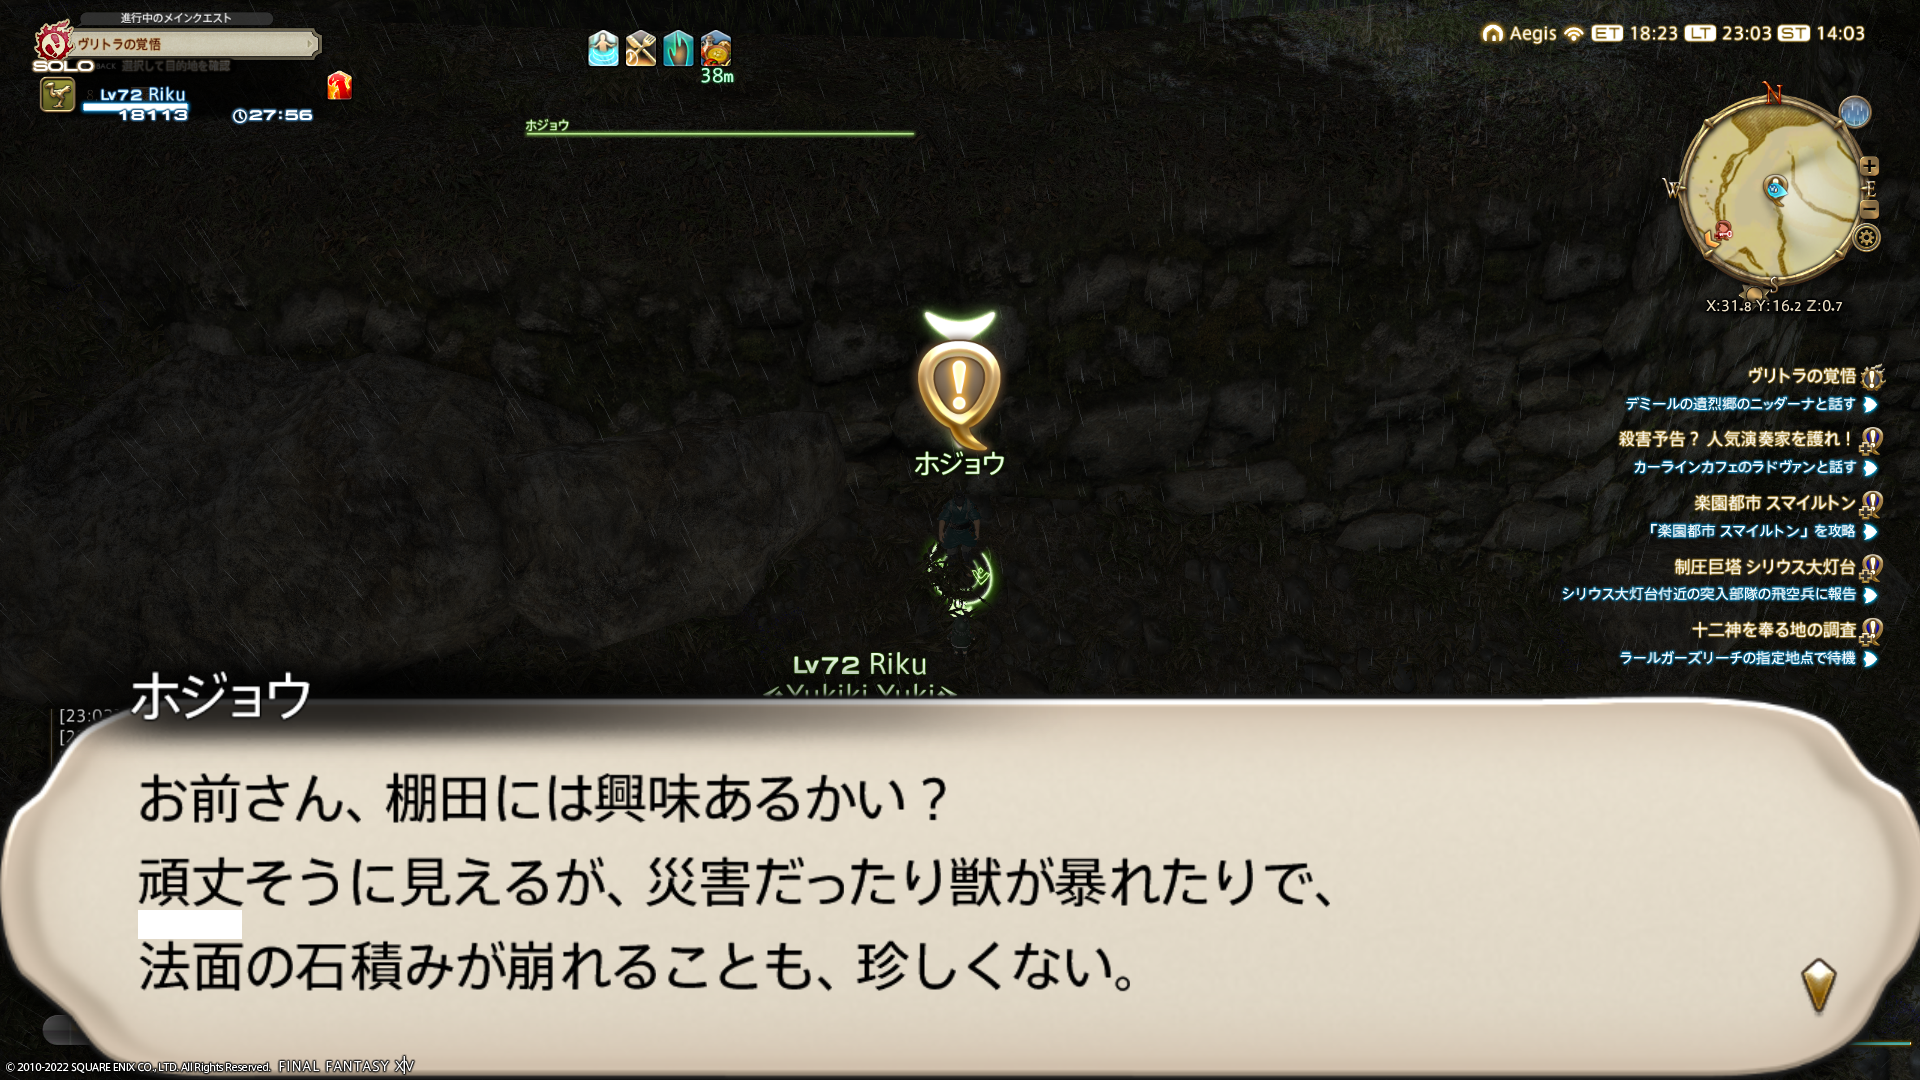 進行中のメインクエスト
ヴリトラの覚悟
SOLO
選択して目的地を確認
Lv72 Riku
18113
27:56
38m
ホジョウ
Aegis ET 18:23 LT 23:03 ST 14:03
N
W
E
S
X:31.8 Y:16.2 Z:0.7
ヴリトラの覚悟
デミールの遺烈郷のニッダーナと話す
殺害予告？ 人気演奏家を護れ！
カーラインカフェのラドヴァンと話す
楽園都市 スマイルトン
「楽園都市 スマイルトン」を攻略
制圧巨塔 シリウス大灯台
シリウス大灯台付近の突入部隊の飛空兵に報告
十二神を奉る地の調査
ラールガーズリーチの指定地点で待機
ホジョウ
Lv72 Riku
«Yukiki Yuki»
ホジョウ
お前さん、棚田には興味あるかい？
頑丈そうに見えるが、災害だったり獣が暴れたりで、
法面の石積みが崩れることも、珍しくない。
© 2010-2022 SQUARE ENIX CO., LTD. All Rights Reserved. FINAL FANTASY XIV